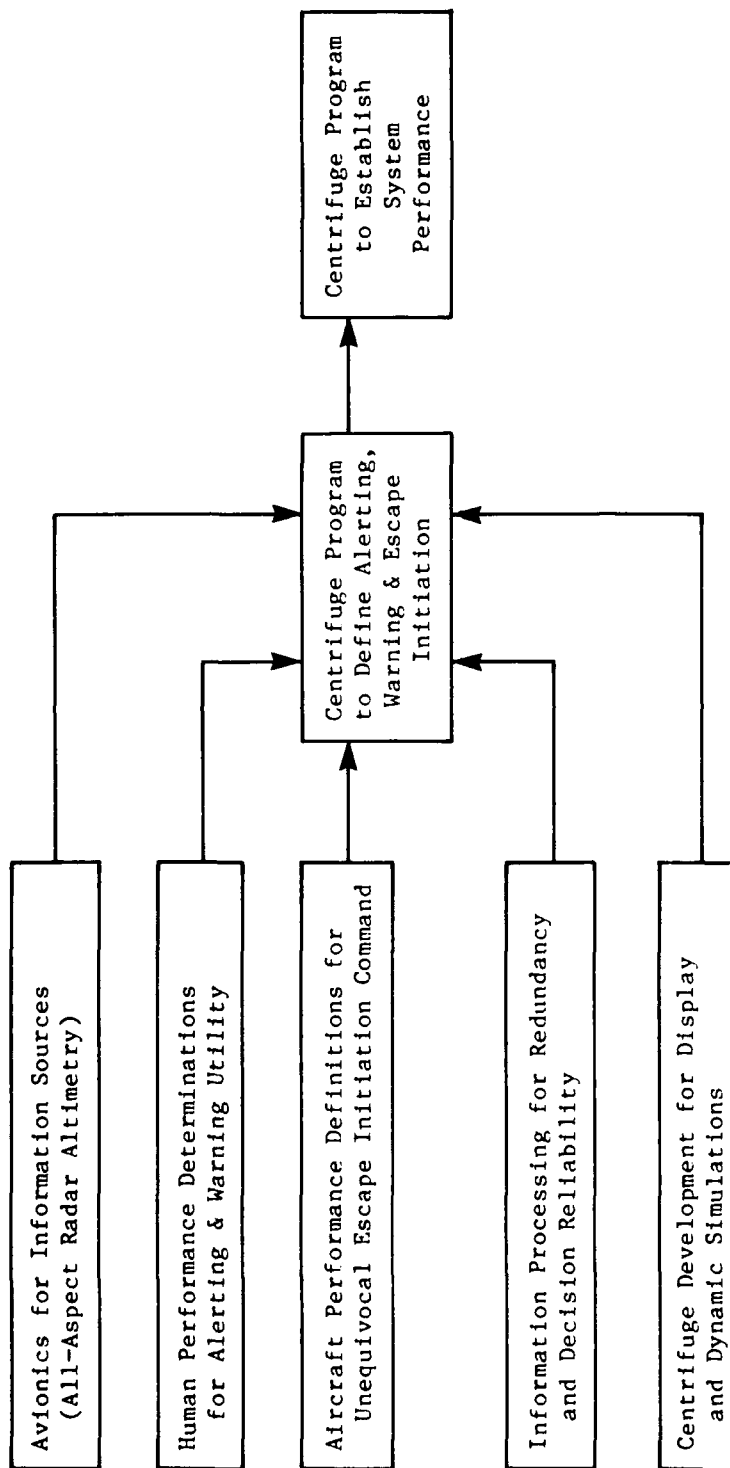 Avionics for Information Sources
(All-Aspect Radar Altimetry)
Human Performance Determinations
for Alerting & Warning Utility
Aircraft Performance Definitions for
Unequivocal Escape Initiation Command
Information Processing for Redundancy
and Decision Reliability
Centrifuge Development for Display
and Dynamic Simulations
Centrifuge Program
to Define Alerting,
Warning & Escape
Initiation
Centrifuge Program
to Establish
System
Performance